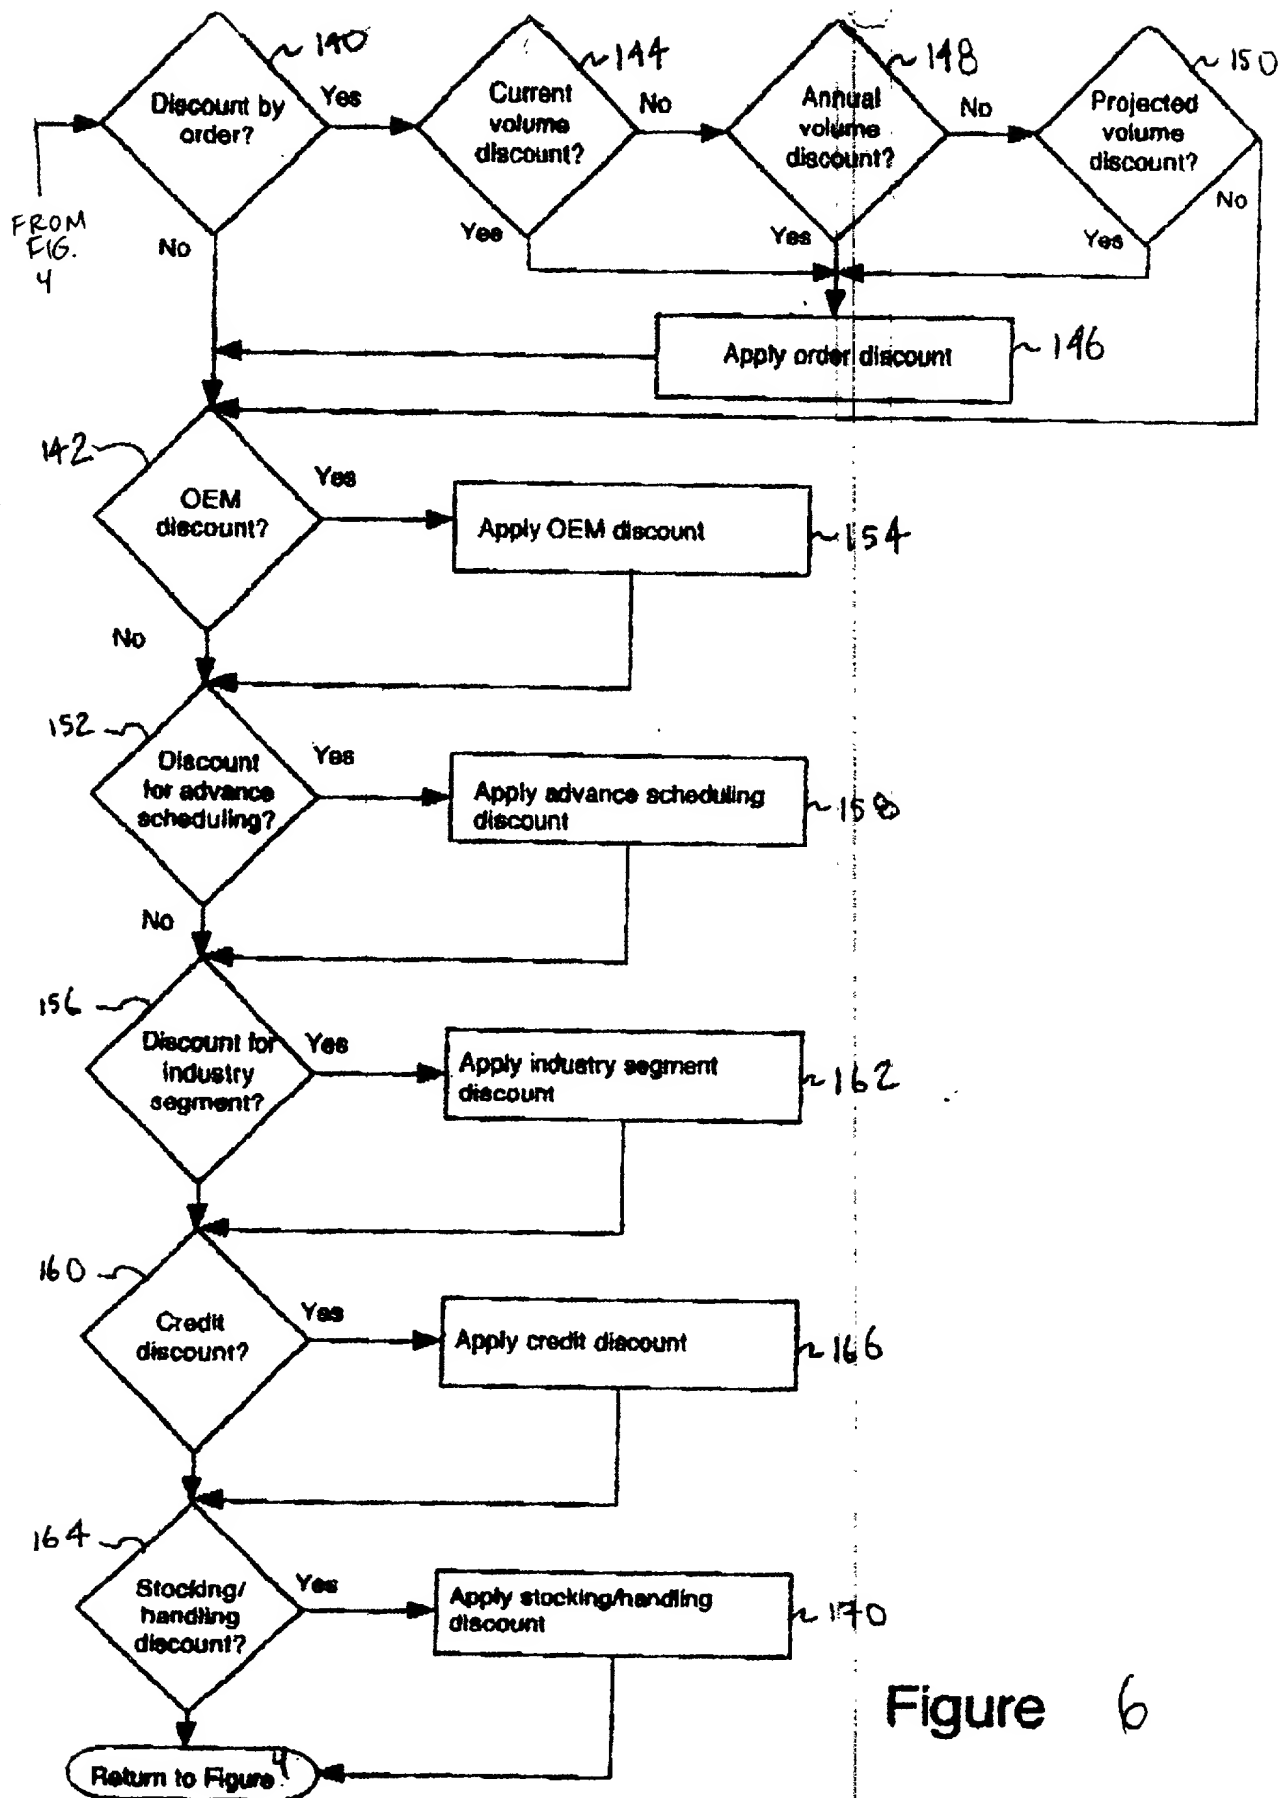 140
Discount by
order?
Yes
No
FROM
FIG.
4
144
Current
volume
discount?
No
Yes
148
Annual
volume
discount?
No
Yes
150
Projected
volume
discount?
No
Yes
Apply order discount
146
142
OEM
discount?
Yes
No
Apply OEM discount
154
152
Discount
for advance
scheduling?
Yes
No
Apply advance scheduling
discount
158
156
Discount for
industry
segment?
Yes
Apply industry segment
discount
162
160
Credit
discount?
Yes
Apply credit discount
166
164
Stocking/
handling
discount?
Yes
Apply stocking/handling
discount
170
Return to Figure 4
Figure 6